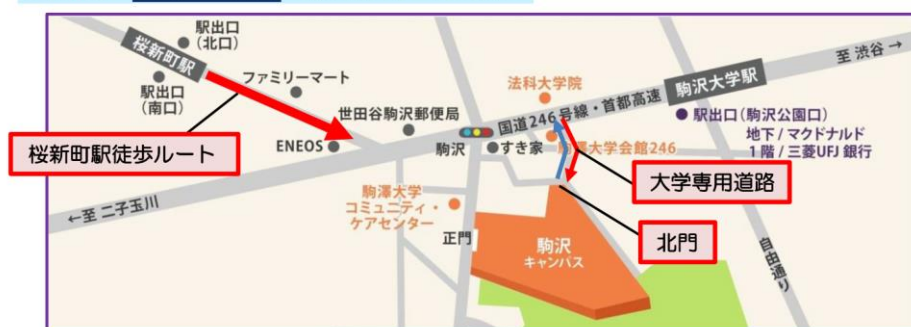 桜新町駅
駅出口
(北口)
駅出口
(南口)
ファミリーマート
世田谷駒沢郵便局
ENEOS
桜新町駅徒歩ルート
←至 二子玉川
法科大学院
国道246号線・首都高速
駒沢大学駅
至 渋谷→
駅出口(駒沢公園口)
地下 / マクドナルド
1階 / 三菱UFJ 銀行
駒沢
すき家
駒澤大学会館246
大学専用道路
駒澤大学
コミュニティ・
ケアセンター
正門
駒沢
キャンパス
北門
自由通り